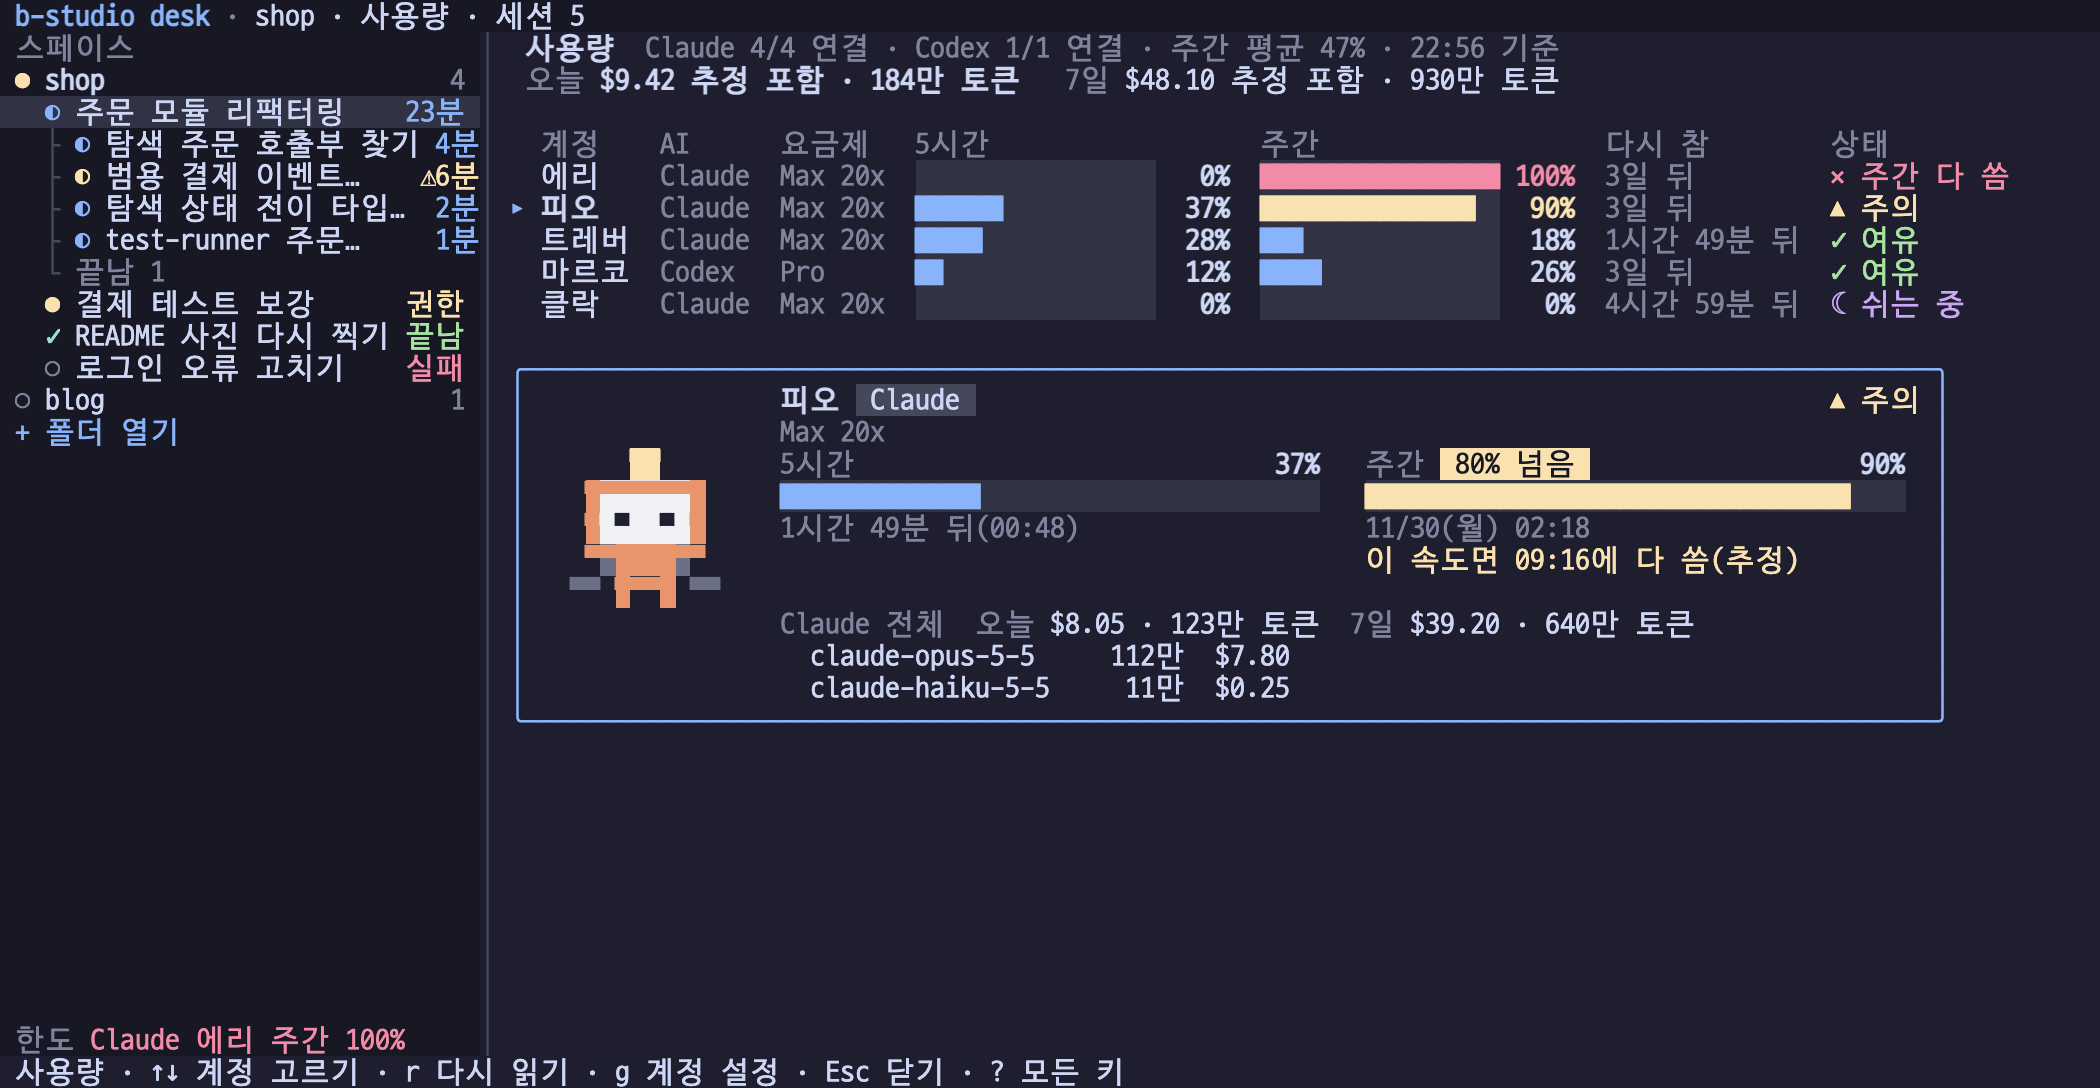 b-studio desk · shop · 사용량 · 세션 5
스페이스
● shop 4
◐ 주문 모듈 리팩터링 23분
◐ 탐색 주문 호출부 찾기 4분
◐ 범용 결제 이벤트… ⚠6분
◐ 탐색 상태 전이 타입… 2분
◐ test-runner 주문… 1분
끝남 1
● 결제 테스트 보강 권한
✓ README 사진 다시 찍기 끝남
○ 로그인 오류 고치기 실패
○ blog 1
+ 폴더 열기
한도 Claude 에리 주간 100%
사용량 Claude 4/4 연결 · Codex 1/1 연결 · 주간 평균 47% · 22:56 기준
오늘 $9.42 추정 포함 · 184만 토큰 7일 $48.10 추정 포함 · 930만 토큰
계정 AI 요금제 5시간 주간 다시 참 상태
에리 Claude Max 20x 0% 100% 3일 뒤 × 주간 다 씀
▸ 피오 Claude Max 20x 37% 90% 3일 뒤 ▲ 주의
트레버 Claude Max 20x 28% 18% 1시간 49분 뒤 ✓ 여유
마르코 Codex Pro 12% 26% 3일 뒤 ✓ 여유
클락 Claude Max 20x 0% 0% 4시간 59분 뒤 ☾ 쉬는 중
피오 Claude ▲ 주의
Max 20x
5시간 37% 주간 80% 넘음 90%
1시간 49분 뒤(00:48) 11/30(월) 02:18
이 속도면 09:16에 다 씀(추정)
Claude 전체 오늘 $8.05 · 123만 토큰 7일 $39.20 · 640만 토큰
claude-opus-5-5 112만 $7.80
claude-haiku-5-5 11만 $0.25
사용량 · ↑↓ 계정 고르기 · r 다시 읽기 · g 계정 설정 · Esc 닫기 · ? 모든 키